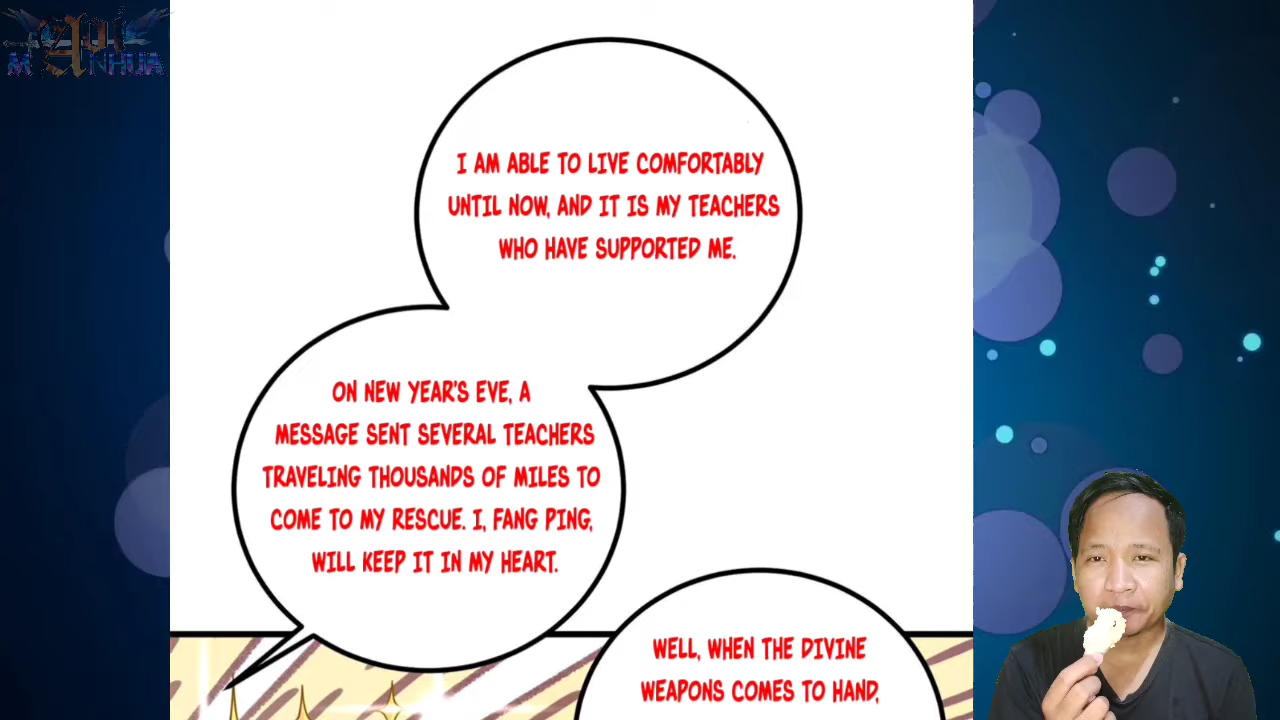 Api
MANHUA
I AM ABLE TO LIVE COMFORTABLY
UNTIL NOW, AND IT IS MY TEACHERS
WHO HAVE SUPPORTED ME.
ON NEW YEAR'S EVE, A
MESSAGE SENT SEVERAL TEACHERS
TRAVELING THOUSANDS OF MILES TO
COME TO MY RESCUE. I, FANG PING,
WILL KEEP IT IN MY HEART.
WELL, WHEN THE DIVINE
WEAPONS COMES TO HAND,